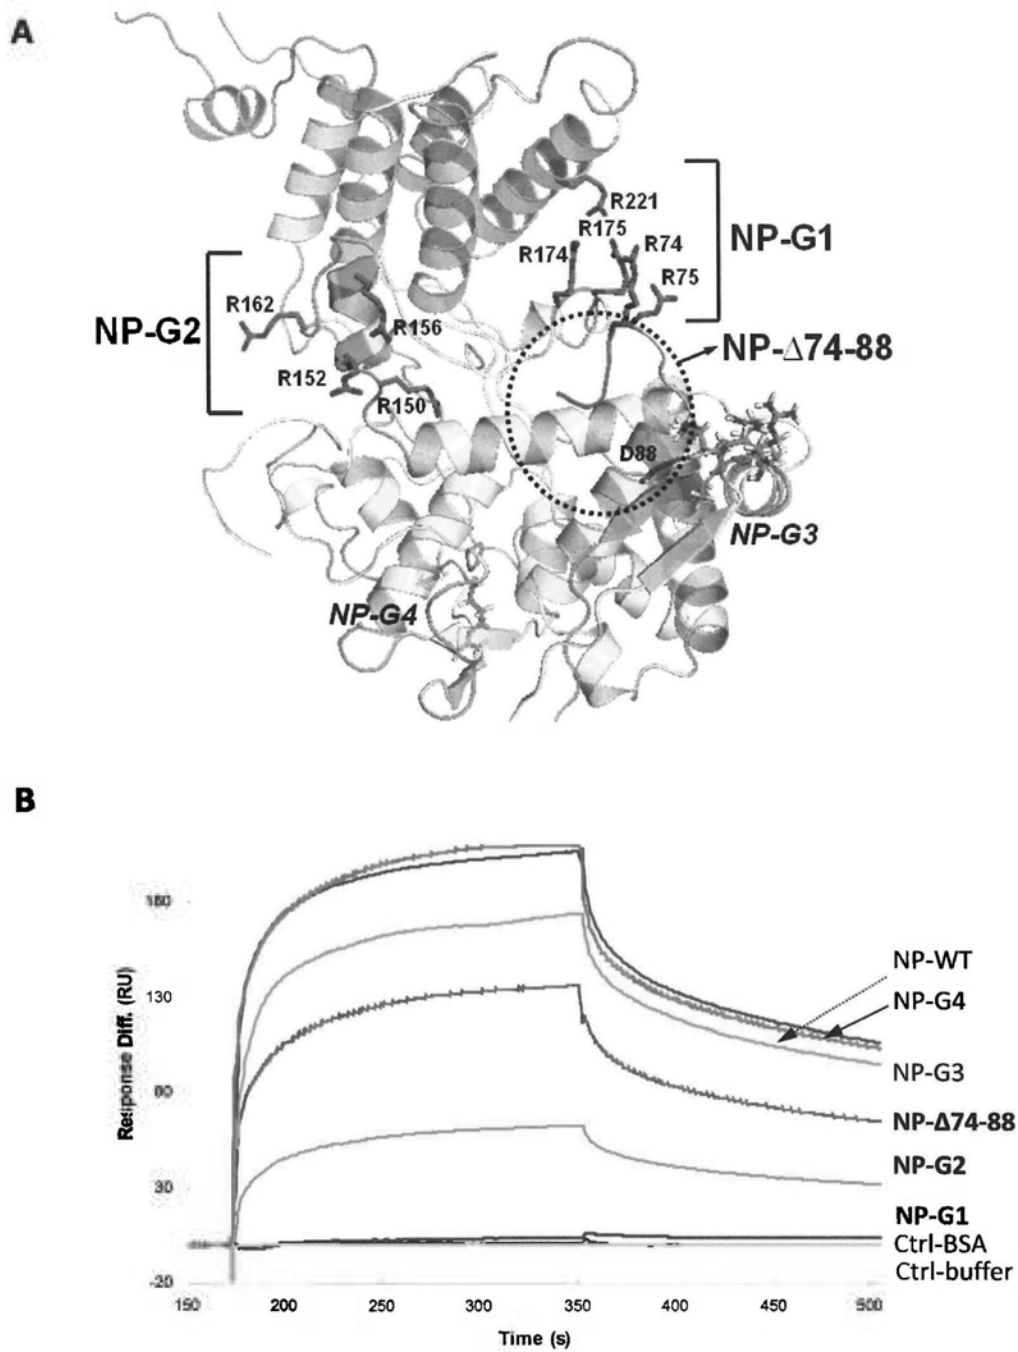 A
R221
R175
R174
R74
R75
NP-G1
R162
NP-G2
R156
NP-Δ74-88
R152
R150
D88
NP-G3
NP-G4
B
180
130
80
30
-20
Response Diff. (RU)
150 200 250 300 350 400 450 500
Time (s)
NP-WT
NP-G4
NP-G3
NP-Δ74-88
NP-G2
NP-G1
Ctrl-BSA
Ctrl-buffer